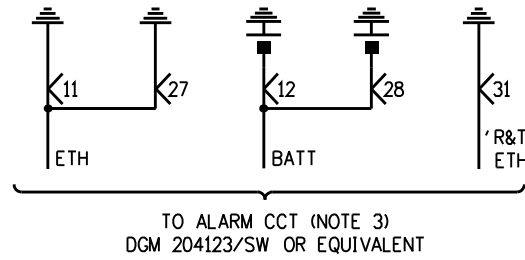 11 27 12 28 31
ETH BATT 'R&T
ETH
TO ALARM CCT (NOTE 3)
DGM 204123/SW OR EQUIVALENT